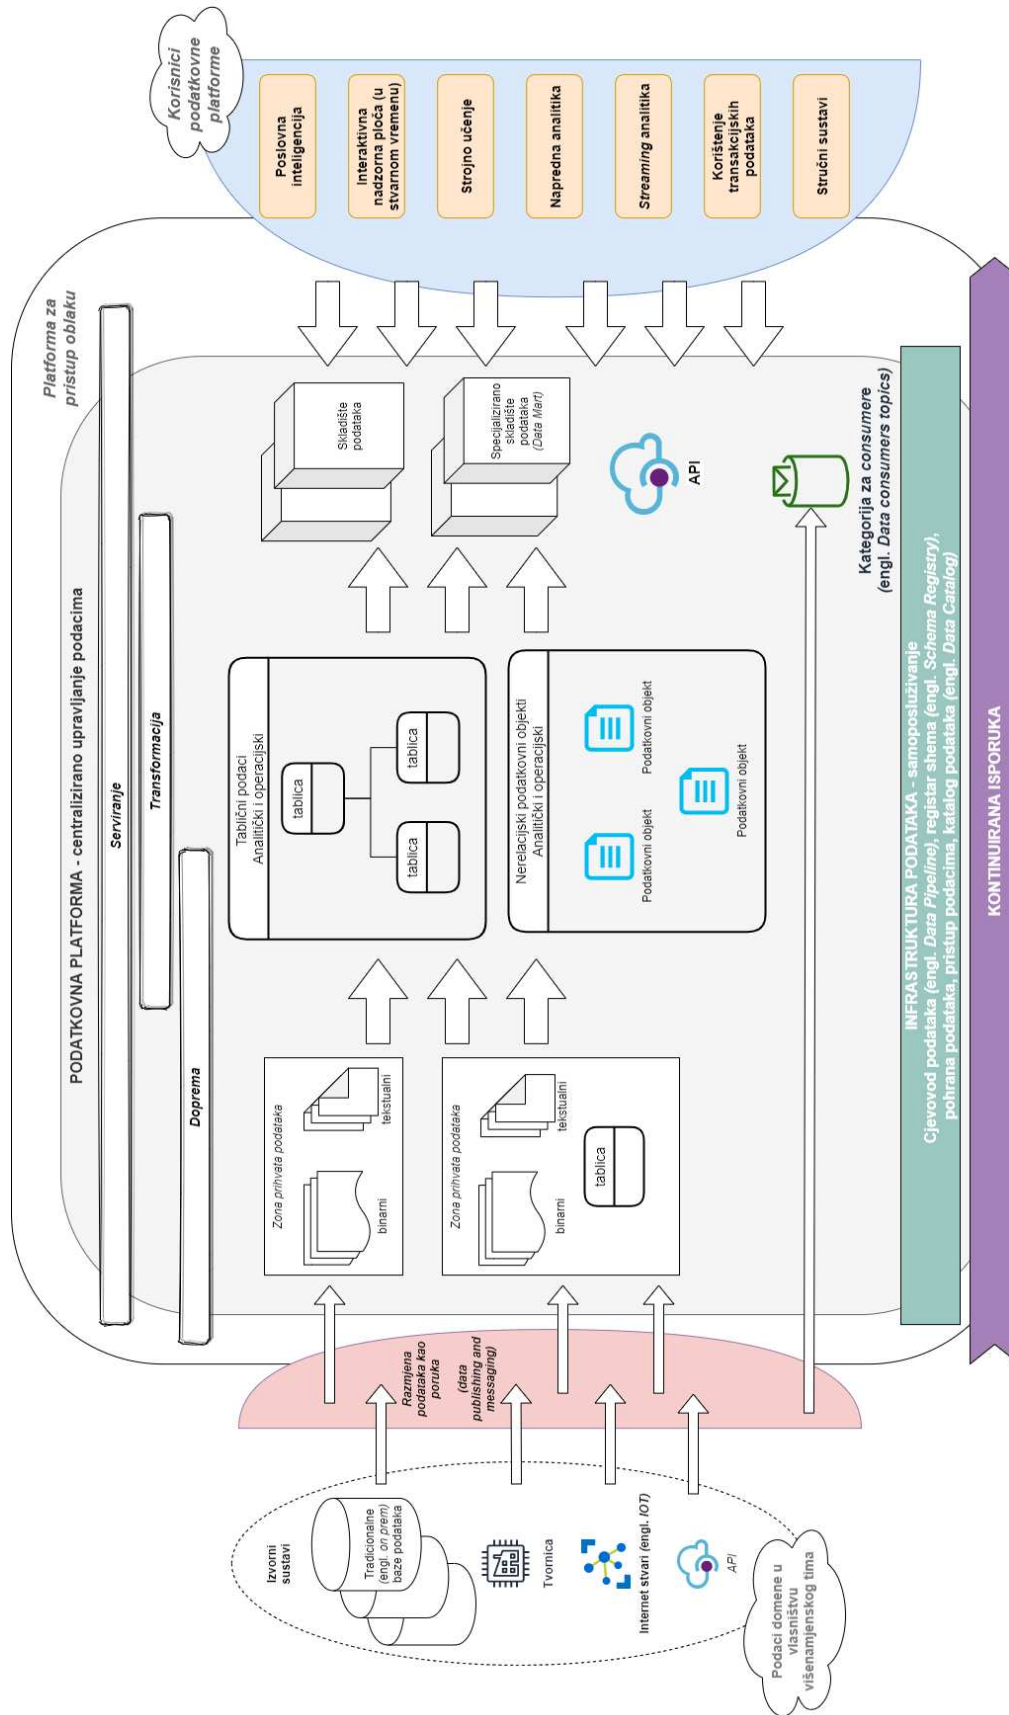 Korisnici
podatkovne
platforme
Platforma za
pristup oblaku
PODATKOVNA PLATFORMA - centralizirano upravljanje podacima
Serviranje
Transformacija
Doprema
Izvorni
sustavi
Tradicionalne
(engl. on prem)
baze podataka
Tvornica
Internet stvari (engl. IOT)
API
Podaci domene u
vlasništvu
višenamjenskog tima
Razmjena
podataka kao
poruka
(data
publishing and
messaging)
Zona prihvata podataka
binarni
tekstualni
Zona prihvata podataka
binarni
tekstualni
tablica
Tablični podaci
Analitički i operacijski
tablica
tablica
tablica
Nerelacijski podatkovni objekti
Analitički i operacijski
Podatkovni objekt
Podatkovni objekt
Podatkovni objekt
Skladište
podataka
Specijalizirano
skladište
podataka
(Data Mart)
API
Kategorija za consumere
(engl. Data consumers topics)
Poslovna
inteligencija
Interaktivna
nadzorna ploča (u
stvarnom vremenu)
Strojno učenje
Napredna analitika
Streaming analitika
Korištenje
transakcijskih
podataka
Stručni sustavi
INFRASTRUKTURA PODATAKA - samoposluživanje
Cjevovod podataka (engl. Data Pipeline), registar shema (engl. Schema Registry),
pohrana podataka, pristup podacima, katalog podataka (engl. Data Catalog)
KONTINUIRANA ISPORUKA